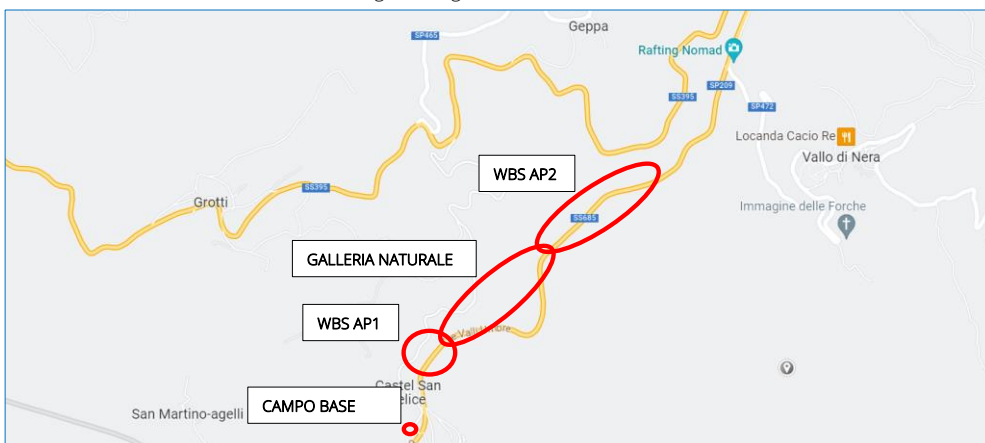 Geppa
SP465
Rafting Nomad
SP209
SS395
SP472
Locanda Cacio Re
Vallo di Nera
WBS AP2
SS395
Grotti
SS685
Immagine delle Forche
GALLERIA NATURALE
WBS AP1
Castel San
CAMPO BASE
San Martino-agelli